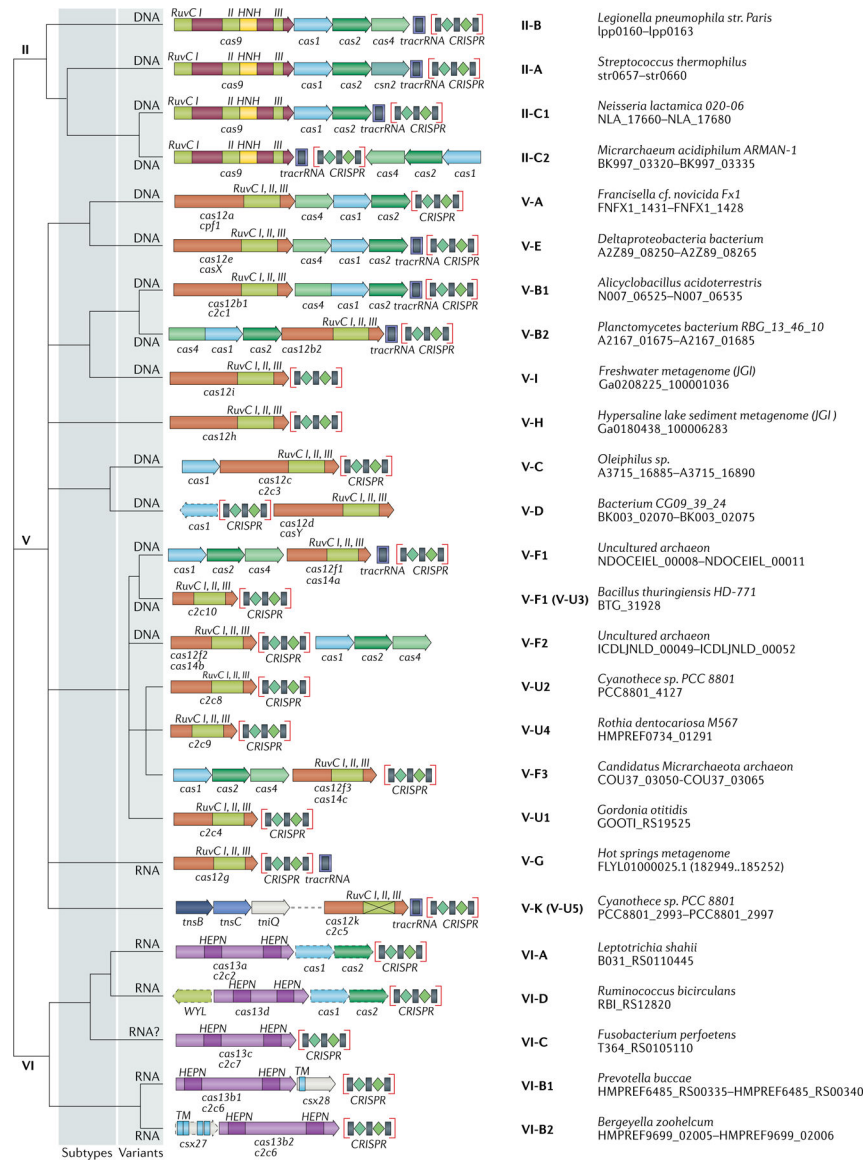 II
DNA
RuvC I II HNH III
cas9 cas1 cas2 cas4 tracrRNA CRISPR
II-B
Legionella pneumophila str. Paris
lpp0160–lpp0163
DNA
RuvC I II HNH III
cas9 cas1 cas2 csn2 tracrRNA CRISPR
II-A
Streptococcus thermophilus
str0657–str0660
DNA
RuvC I II HNH III
cas9 cas1 cas2 tracrRNA CRISPR
II-C1
Neisseria lactamica 020-06
NLA_17660–NLA_17680
DNA
RuvC I II HNH III
cas9 tracrRNA CRISPR cas4 cas2 cas1
II-C2
Micrarchaeum acidiphilum ARMAN-1
BK997_03320–BK997_03335
V
DNA
RuvC I, II, III
cas12a cas4 cas1 cas2 CRISPR
cpf1
V-A
Francisella cf. novicida Fx1
FNFX1_1431–FNFX1_1428
DNA
RuvC I, II, III
cas12e cas4 cas1 cas2 tracrRNA CRISPR
casX
V-E
Deltaproteobacteria bacterium
A2Z89_08250–A2Z89_08265
DNA
RuvC I, II, III
cas12b1 cas4 cas1 cas2 tracrRNA CRISPR
c2c1
V-B1
Alicyclobacillus acidoterrestris
N007_06525–N007_06535
DNA
RuvC I, II, III
cas4 cas1 cas2 cas12b2 tracrRNA CRISPR
V-B2
Planctomycetes bacterium RBG_13_46_10
A2167_01675–A2167_01685
DNA
RuvC I, II, III
cas12i CRISPR
V-I
Freshwater metagenome (JGI)
Ga0208225_100001036
DNA
RuvC I, II, III
cas12h CRISPR
V-H
Hypersaline lake sediment metagenome (JGI )
Ga0180438_100006283
DNA
RuvC I, II, III
cas1 cas12c CRISPR
c2c3
V-C
Oleiphilus sp.
A3715_16885–A3715_16890
DNA
RuvC I, II, III
cas1 CRISPR cas12d
casY
V-D
Bacterium CG09_39_24
BK003_02070–BK003_02075
DNA
RuvC I, II, III
cas1 cas2 cas4 cas12f1 tracrRNA CRISPR
cas14a
V-F1
Uncultured archaeon
NDOCEIEL_00008–NDOCEIEL_00011
DNA
RuvC I, II, III
c2c10 CRISPR
V-F1 (V-U3)
Bacillus thuringiensis HD-771
BTG_31928
DNA
RuvC I, II, III
cas12f2 CRISPR cas1 cas2 cas4
cas14b
V-F2
Uncultured archaeon
ICDLJNLD_00049–ICDLJNLD_00052
RuvC I, II, III
c2c8 CRISPR
V-U2
Cyanothece sp. PCC 8801
PCC8801_4127
RuvC I, II, III
c2c9 CRISPR
V-U4
Rothia dentocariosa M567
HMPREF0734_01291
RuvC I, II, III
cas1 cas2 cas4 cas12f3 CRISPR
cas14c
V-F3
Candidatus Micrarchaeota archaeon
COU37_03050-COU37_03065
RuvC I, II, III
c2c4 CRISPR
V-U1
Gordonia otitidis
GOOTI_RS19525
RNA
RuvC I, II, III
cas12g CRISPR tracrRNA
V-G
Hot springs metagenome
FLYL01000025.1 (182949..185252)
RuvC I, II, III
tnsB tnsC tniQ cas12k tracrRNA CRISPR
c2c5
V-K (V-U5)
Cyanothece sp. PCC 8801
PCC8801_2993–PCC8801_2997
VI
RNA
HEPN HEPN
cas13a cas1 cas2 CRISPR
c2c2
VI-A
Leptotrichia shahii
B031_RS0110445
RNA
HEPN HEPN
WYL cas13d cas1 cas2 CRISPR
VI-D
Ruminococcus bicirculans
RBI_RS12820
RNA?
HEPN HEPN
cas13c CRISPR
c2c7
VI-C
Fusobacterium perfoetens
T364_RS0105110
RNA
HEPN HEPN TM
cas13b1 csx28 CRISPR
c2c6
VI-B1
Prevotella buccae
HMPREF6485_RS00335–HMPREF6485_RS00340
RNA
TM HEPN HEPN
csx27 cas13b2 CRISPR
c2c6
VI-B2
Bergeyella zoohelcum
HMPREF9699_02005–HMPREF9699_02006
Subtypes Variants